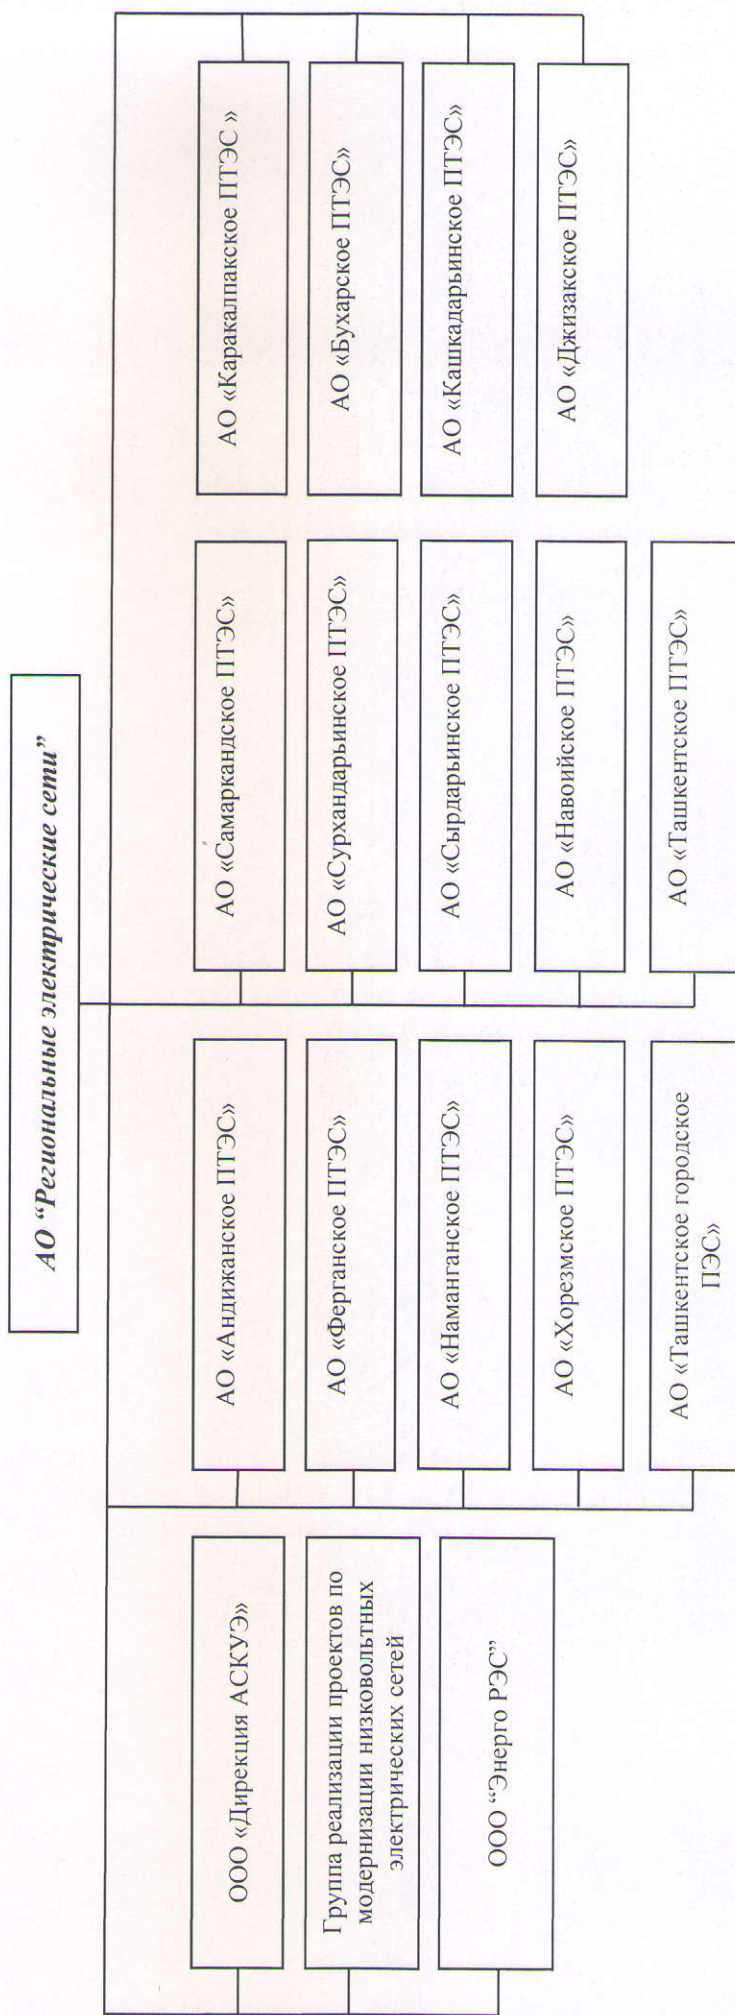 АО “Региональные электрические сети”
ООО «Дирекция АСКУЭ»
Группа реализации проектов по
модернизации низковольтных
электрических сетей
ООО “Энерго РЭС”
АО «Андижанское ПТЭС»
АО «Ферганское ПТЭС»
АО «Наманганское ПТЭС»
АО «Хорезмское ПТЭС»
АО «Ташкентское городское
ПЭС»
АО «Самаркандское ПТЭС»
АО «Сурхандарьинское ПТЭС»
АО «Сырдарьинское ПТЭС»
АО «Навоийское ПТЭС»
АО «Ташкентское ПТЭС»
АО «Каракалпакское ПТЭС »
АО «Бухарское ПТЭС»
АО «Кашкадарьинское ПТЭС»
АО «Джизакское ПТЭС»